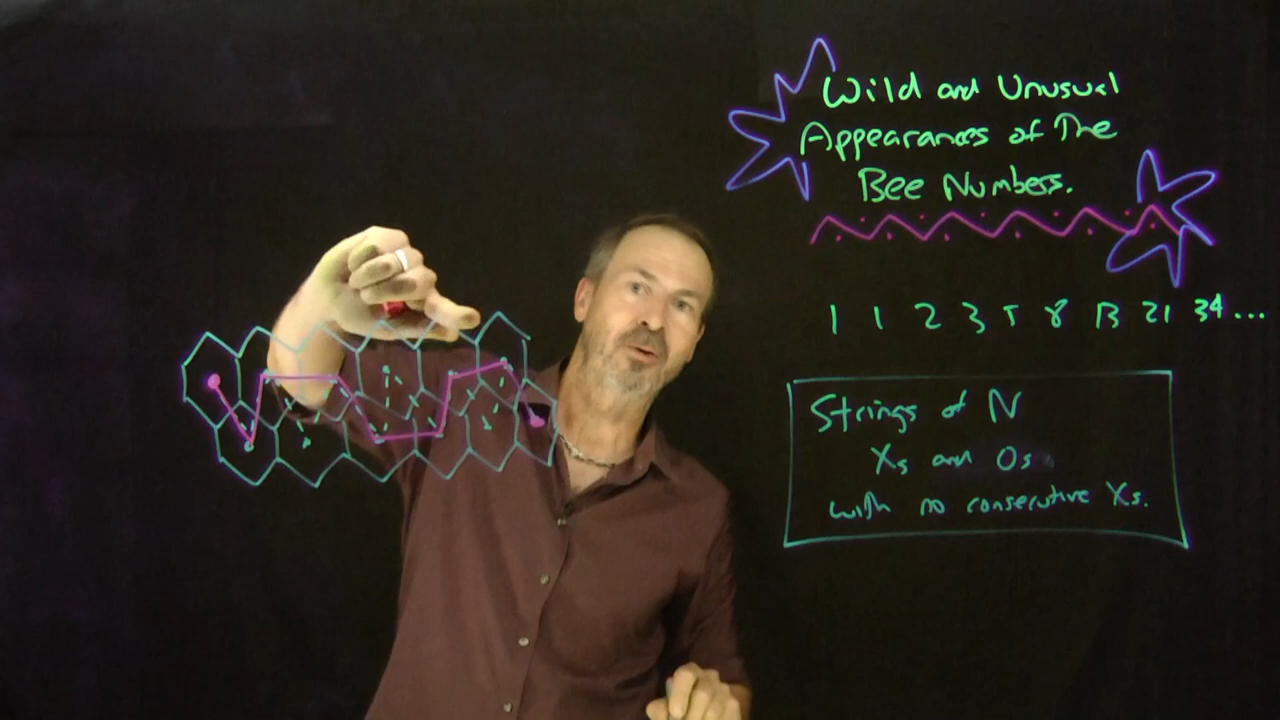 Wild and Unusual
Appearances of The
Bee Numbers.
1 1 2 3 5 8 13 21 34...
Strings of N
Xs and Os
with no consecutive Xs.